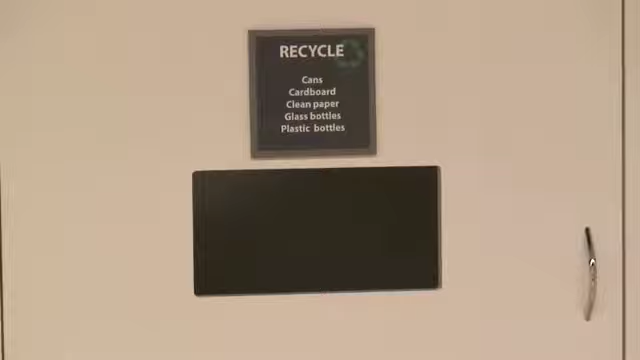 RECYCLE
Cans
Cardboard
Clean paper
Glass bottles
Plastic bottles